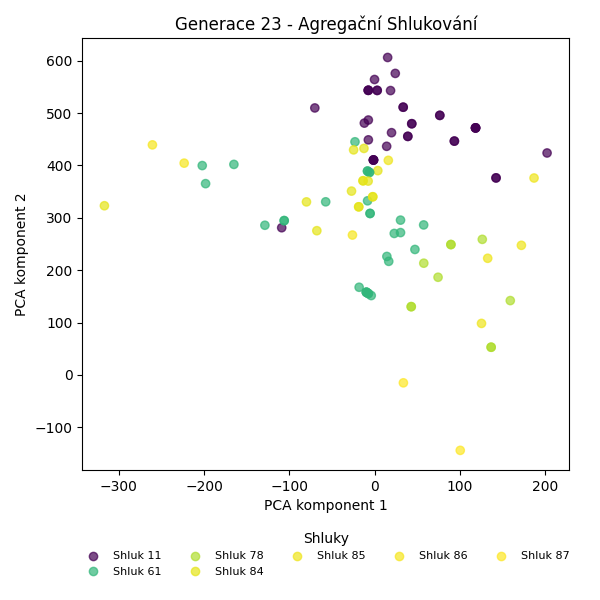 Generace 23 - Agregační Shlukování
PCA komponent 2
600
500
400
300
200
100
0
−100
−300
−200
−100
0
100
200
PCA komponent 1
Shluky
Shluk 11
Shluk 78
Shluk 85
Shluk 86
Shluk 87
Shluk 61
Shluk 84